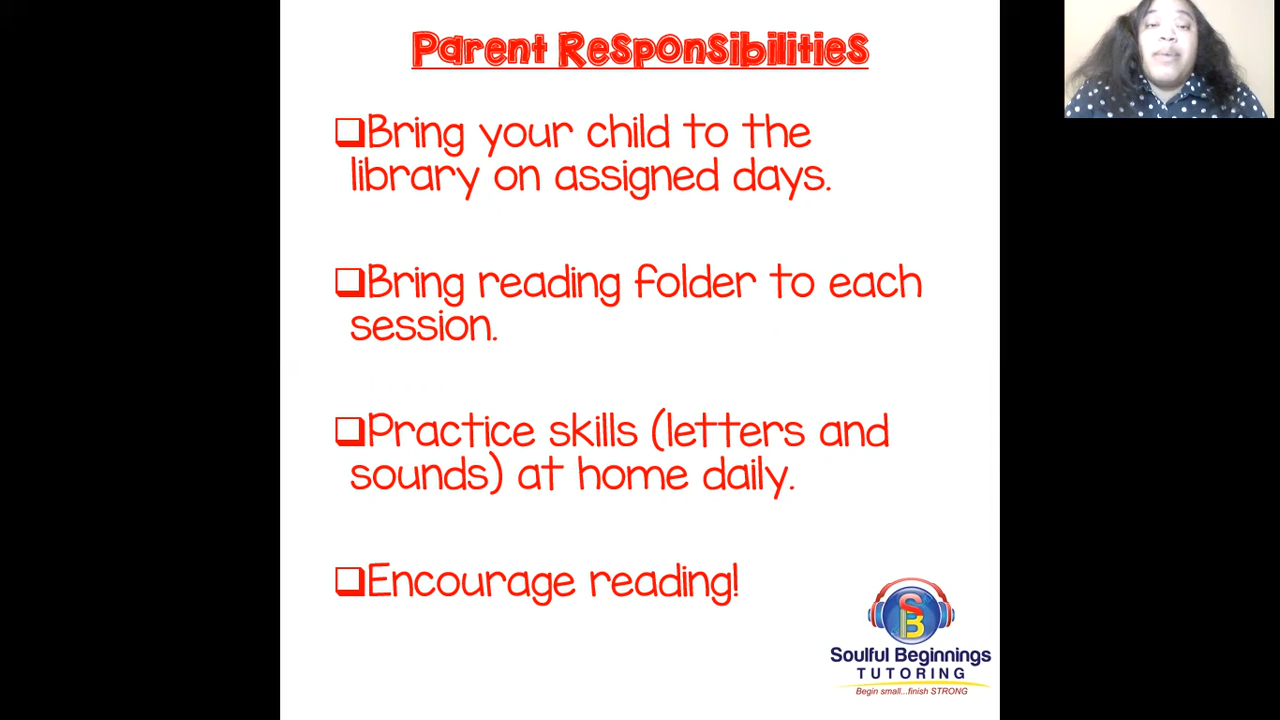 Parent Responsibilities
❑Bring your child to the
library on assigned days.
❑Bring reading folder to each
session.
❑Practice skills (letters and
sounds) at home daily.
❑Encourage reading!
SB
Soulful Beginnings
TUTORING
Begin small...finish STRONG